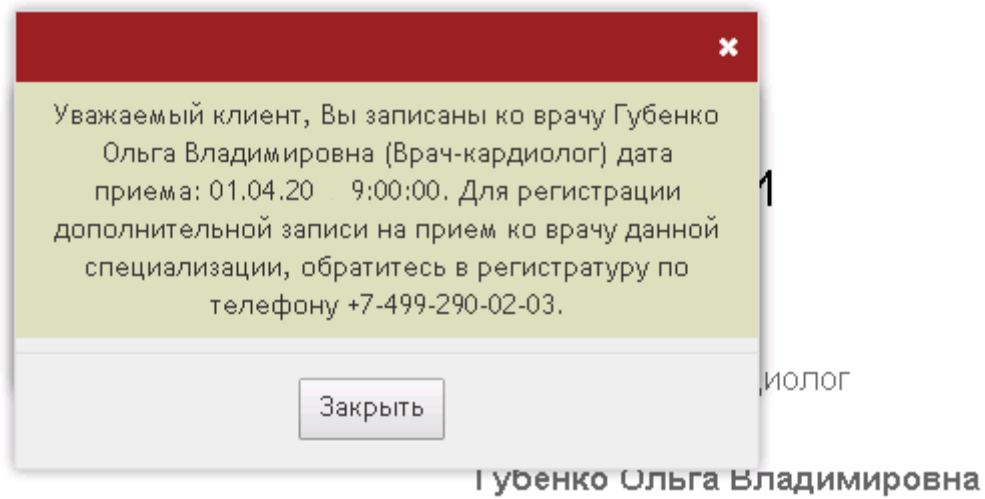 Уважаемый клиент, Вы записаны ко врачу Губенко
Ольга Владимировна (Врач-кардиолог) дата
приема: 01.04.20 9:00:00. Для регистрации
дополнительной записи на прием ко врачу данной
специализации, обратитесь в регистратуру по
телефону +7-499-290-02-03.
иолог
Закрыть
Губенко Ольга Владимировна